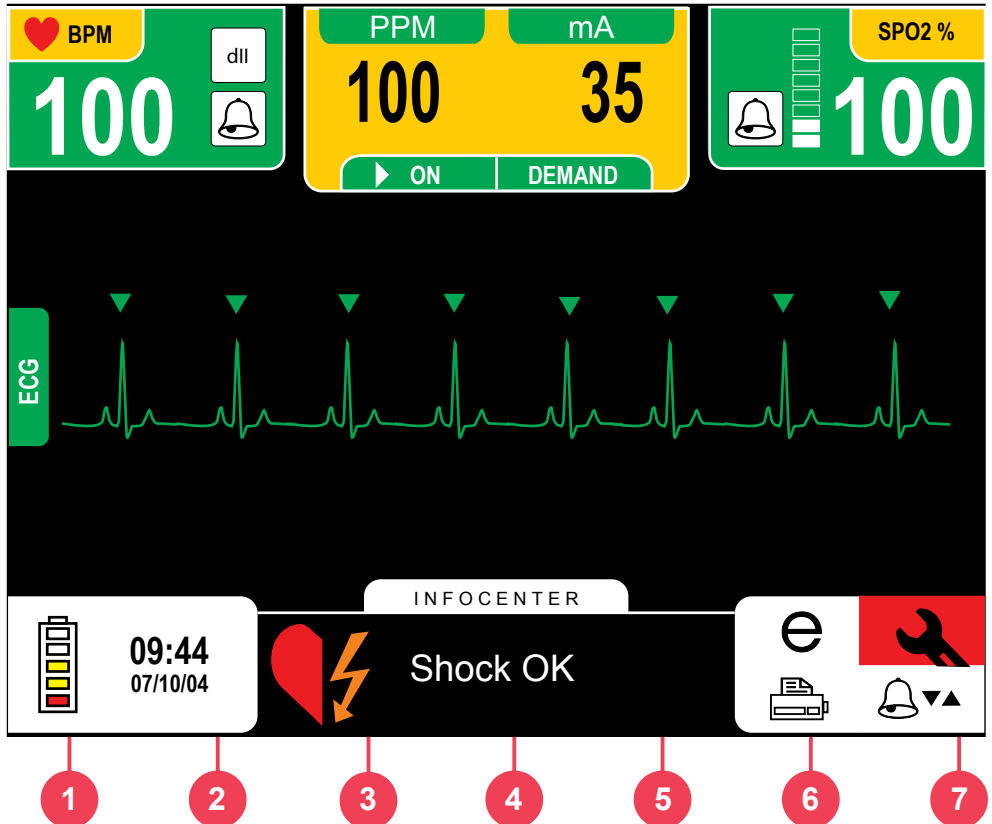 BPM
dII
100
PPM
mA
100
35
ON
DEMAND
SPO2 %
100
ECG
INFOCENTER
09:44
07/10/04
Shock OK
e
1
2
3
4
5
6
7